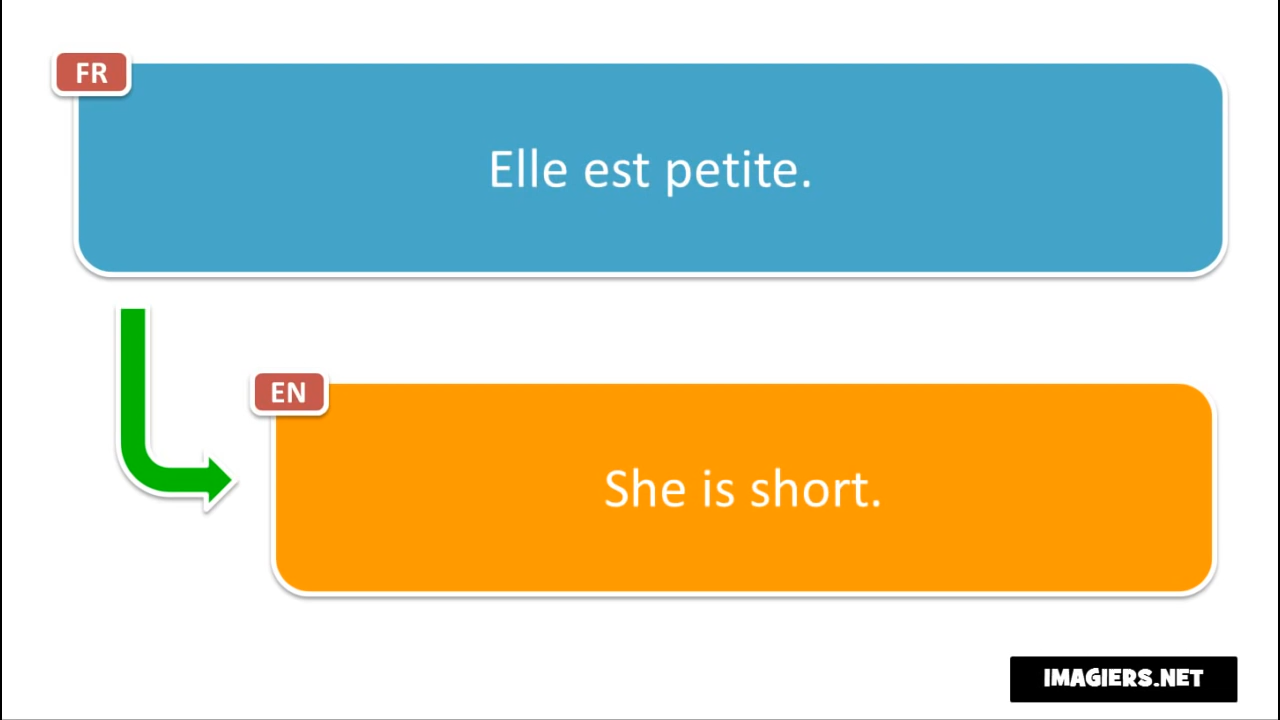 FR
Elle est petite.
EN
She is short.
IMAGIERS.NET